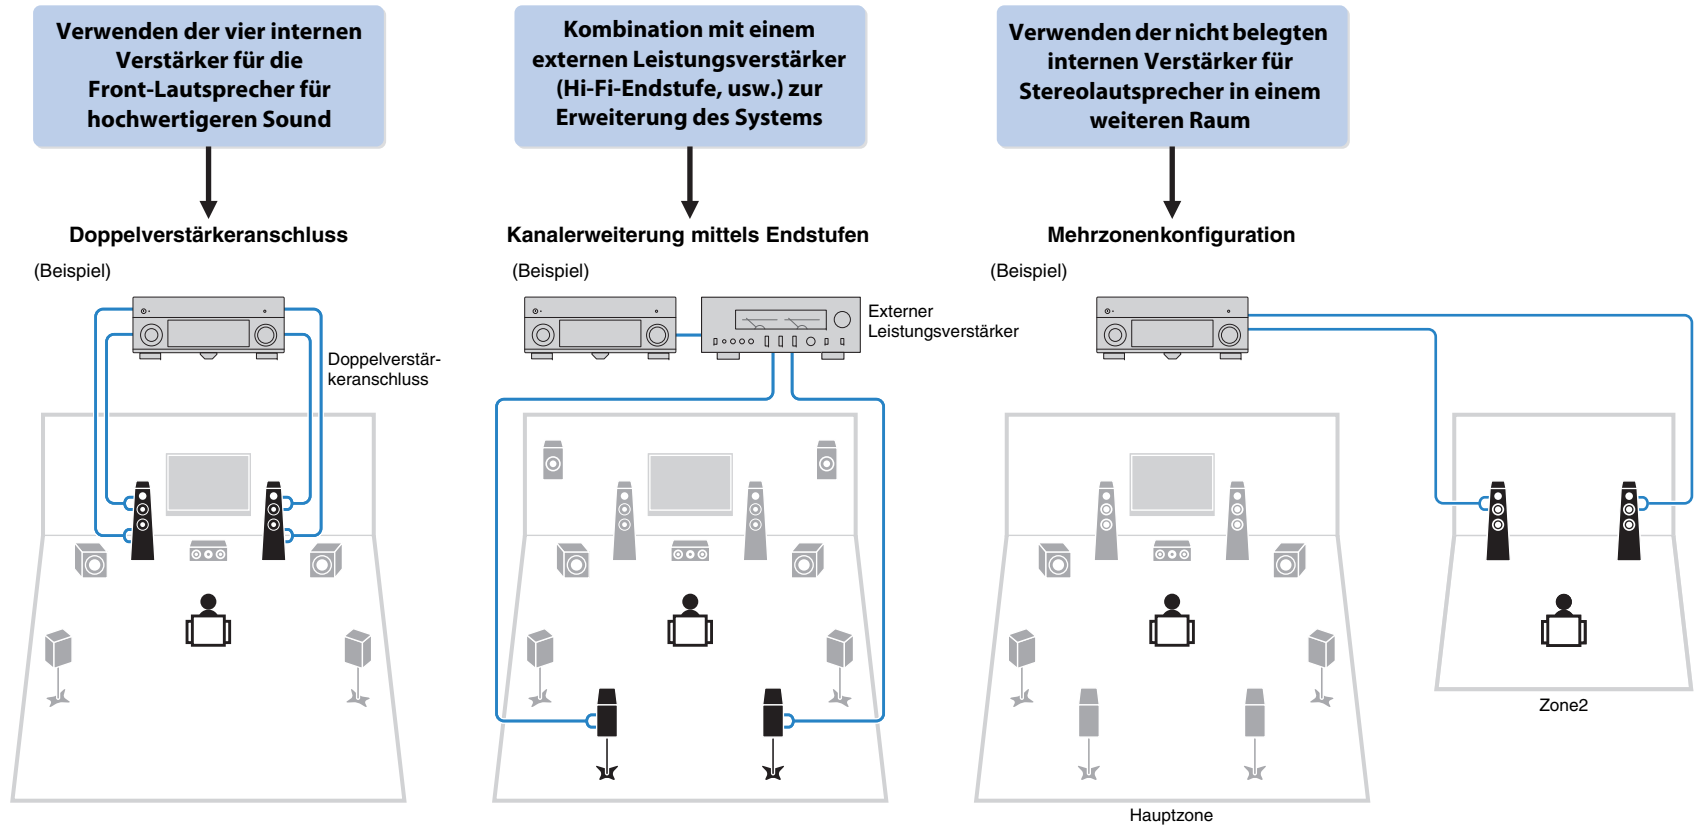 Verwenden der vier internen
Verstärker für die
Front-Lautsprecher für
hochwertigeren Sound
Doppelverstärkeranschluss
(Beispiel)
Doppelverstär-
keranschluss
Kombination mit einem
externen Leistungsverstärker
(Hi-Fi-Endstufe, usw.) zur
Erweiterung des Systems
Kanalerweiterung mittels Endstufen
(Beispiel)
Externer
Leistungsverstärker
Verwenden der nicht belegten
internen Verstärker für
Stereolautsprecher in einem
weiteren Raum
Mehrzonenkonfiguration
(Beispiel)
Zone2
Hauptzone